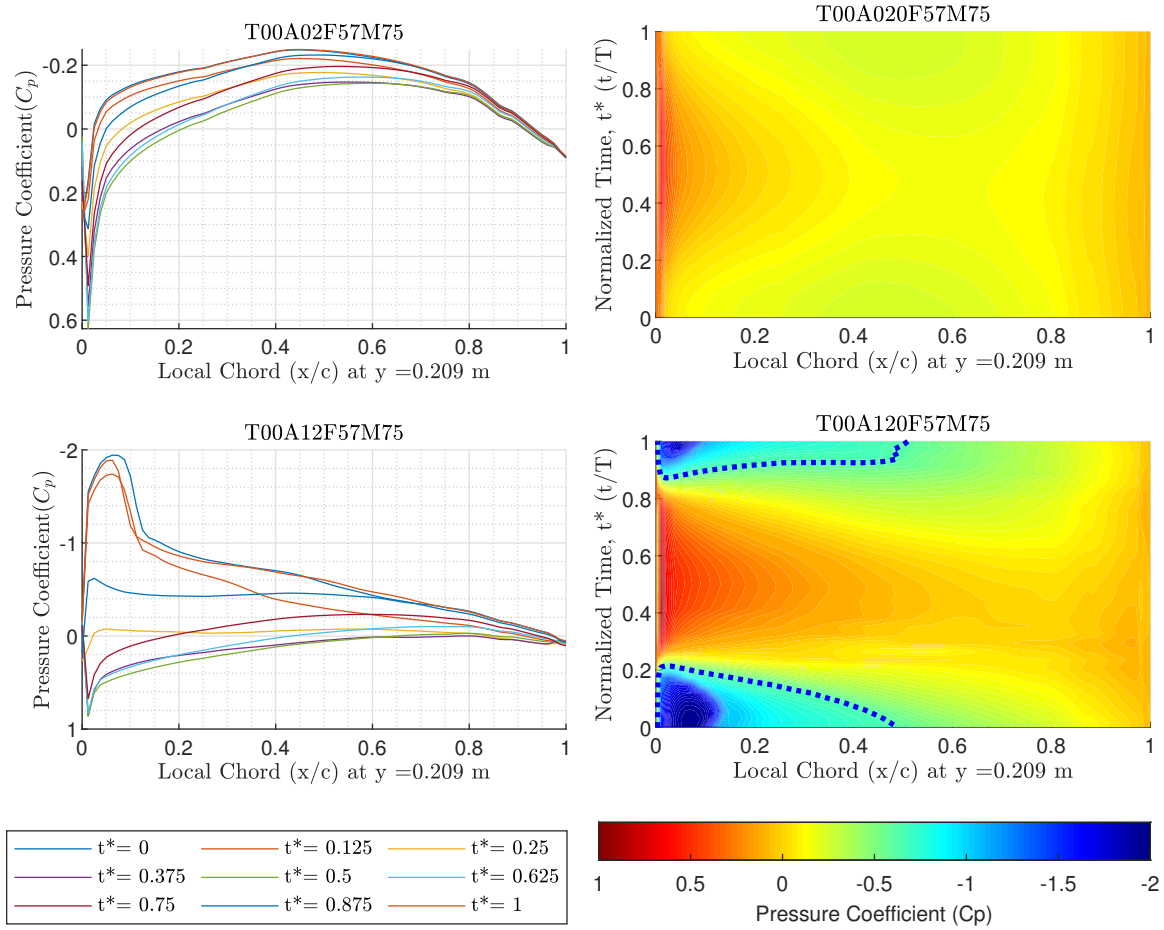 T00A02F57M75
Pressure Coefficient(Cp)
-0.2
0
0.2
0.4
0.6
0 0.2 0.4 0.6 0.8 1
Local Chord (x/c) at y =0.209 m
T00A020F57M75
Normalized Time, t* (t/T)
1
0.8
0.6
0.4
0.2
0
0 0.2 0.4 0.6 0.8 1
Local Chord (x/c) at y =0.209 m
T00A12F57M75
Pressure Coefficient(Cp)
-2
-1
0
1
0 0.2 0.4 0.6 0.8 1
Local Chord (x/c) at y =0.209 m
T00A120F57M75
Normalized Time, t* (t/T)
1
0.8
0.6
0.4
0.2
0
0 0.2 0.4 0.6 0.8 1
Local Chord (x/c) at y =0.209 m
t*= 0 t*= 0.125 t*= 0.25
t*= 0.375 t*= 0.5 t*= 0.625
t*= 0.75 t*= 0.875 t*= 1
1 0.5 0 -0.5 -1 -1.5 -2
Pressure Coefficient (Cp)